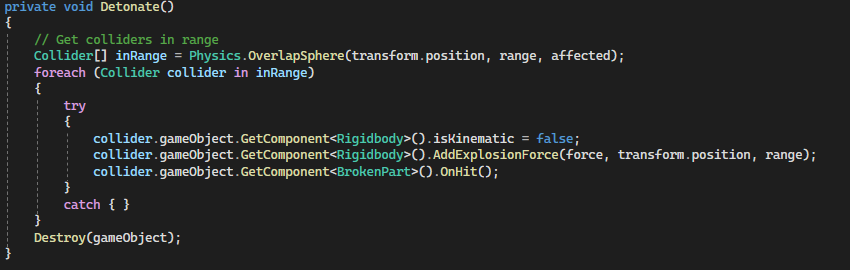 private void Detonate()
{
// Get colliders in range
Collider[] inRange = Physics.OverlapSphere(transform.position, range, affected);
foreach (Collider collider in inRange)
{
try
{
collider.gameObject.GetComponent<Rigidbody>().isKinematic = false;
collider.gameObject.GetComponent<Rigidbody>().AddExplosionForce(force, transform.position, range);
collider.gameObject.GetComponent<BrokenPart>().OnHit();
}
catch { }
}
Destroy(gameObject);
}